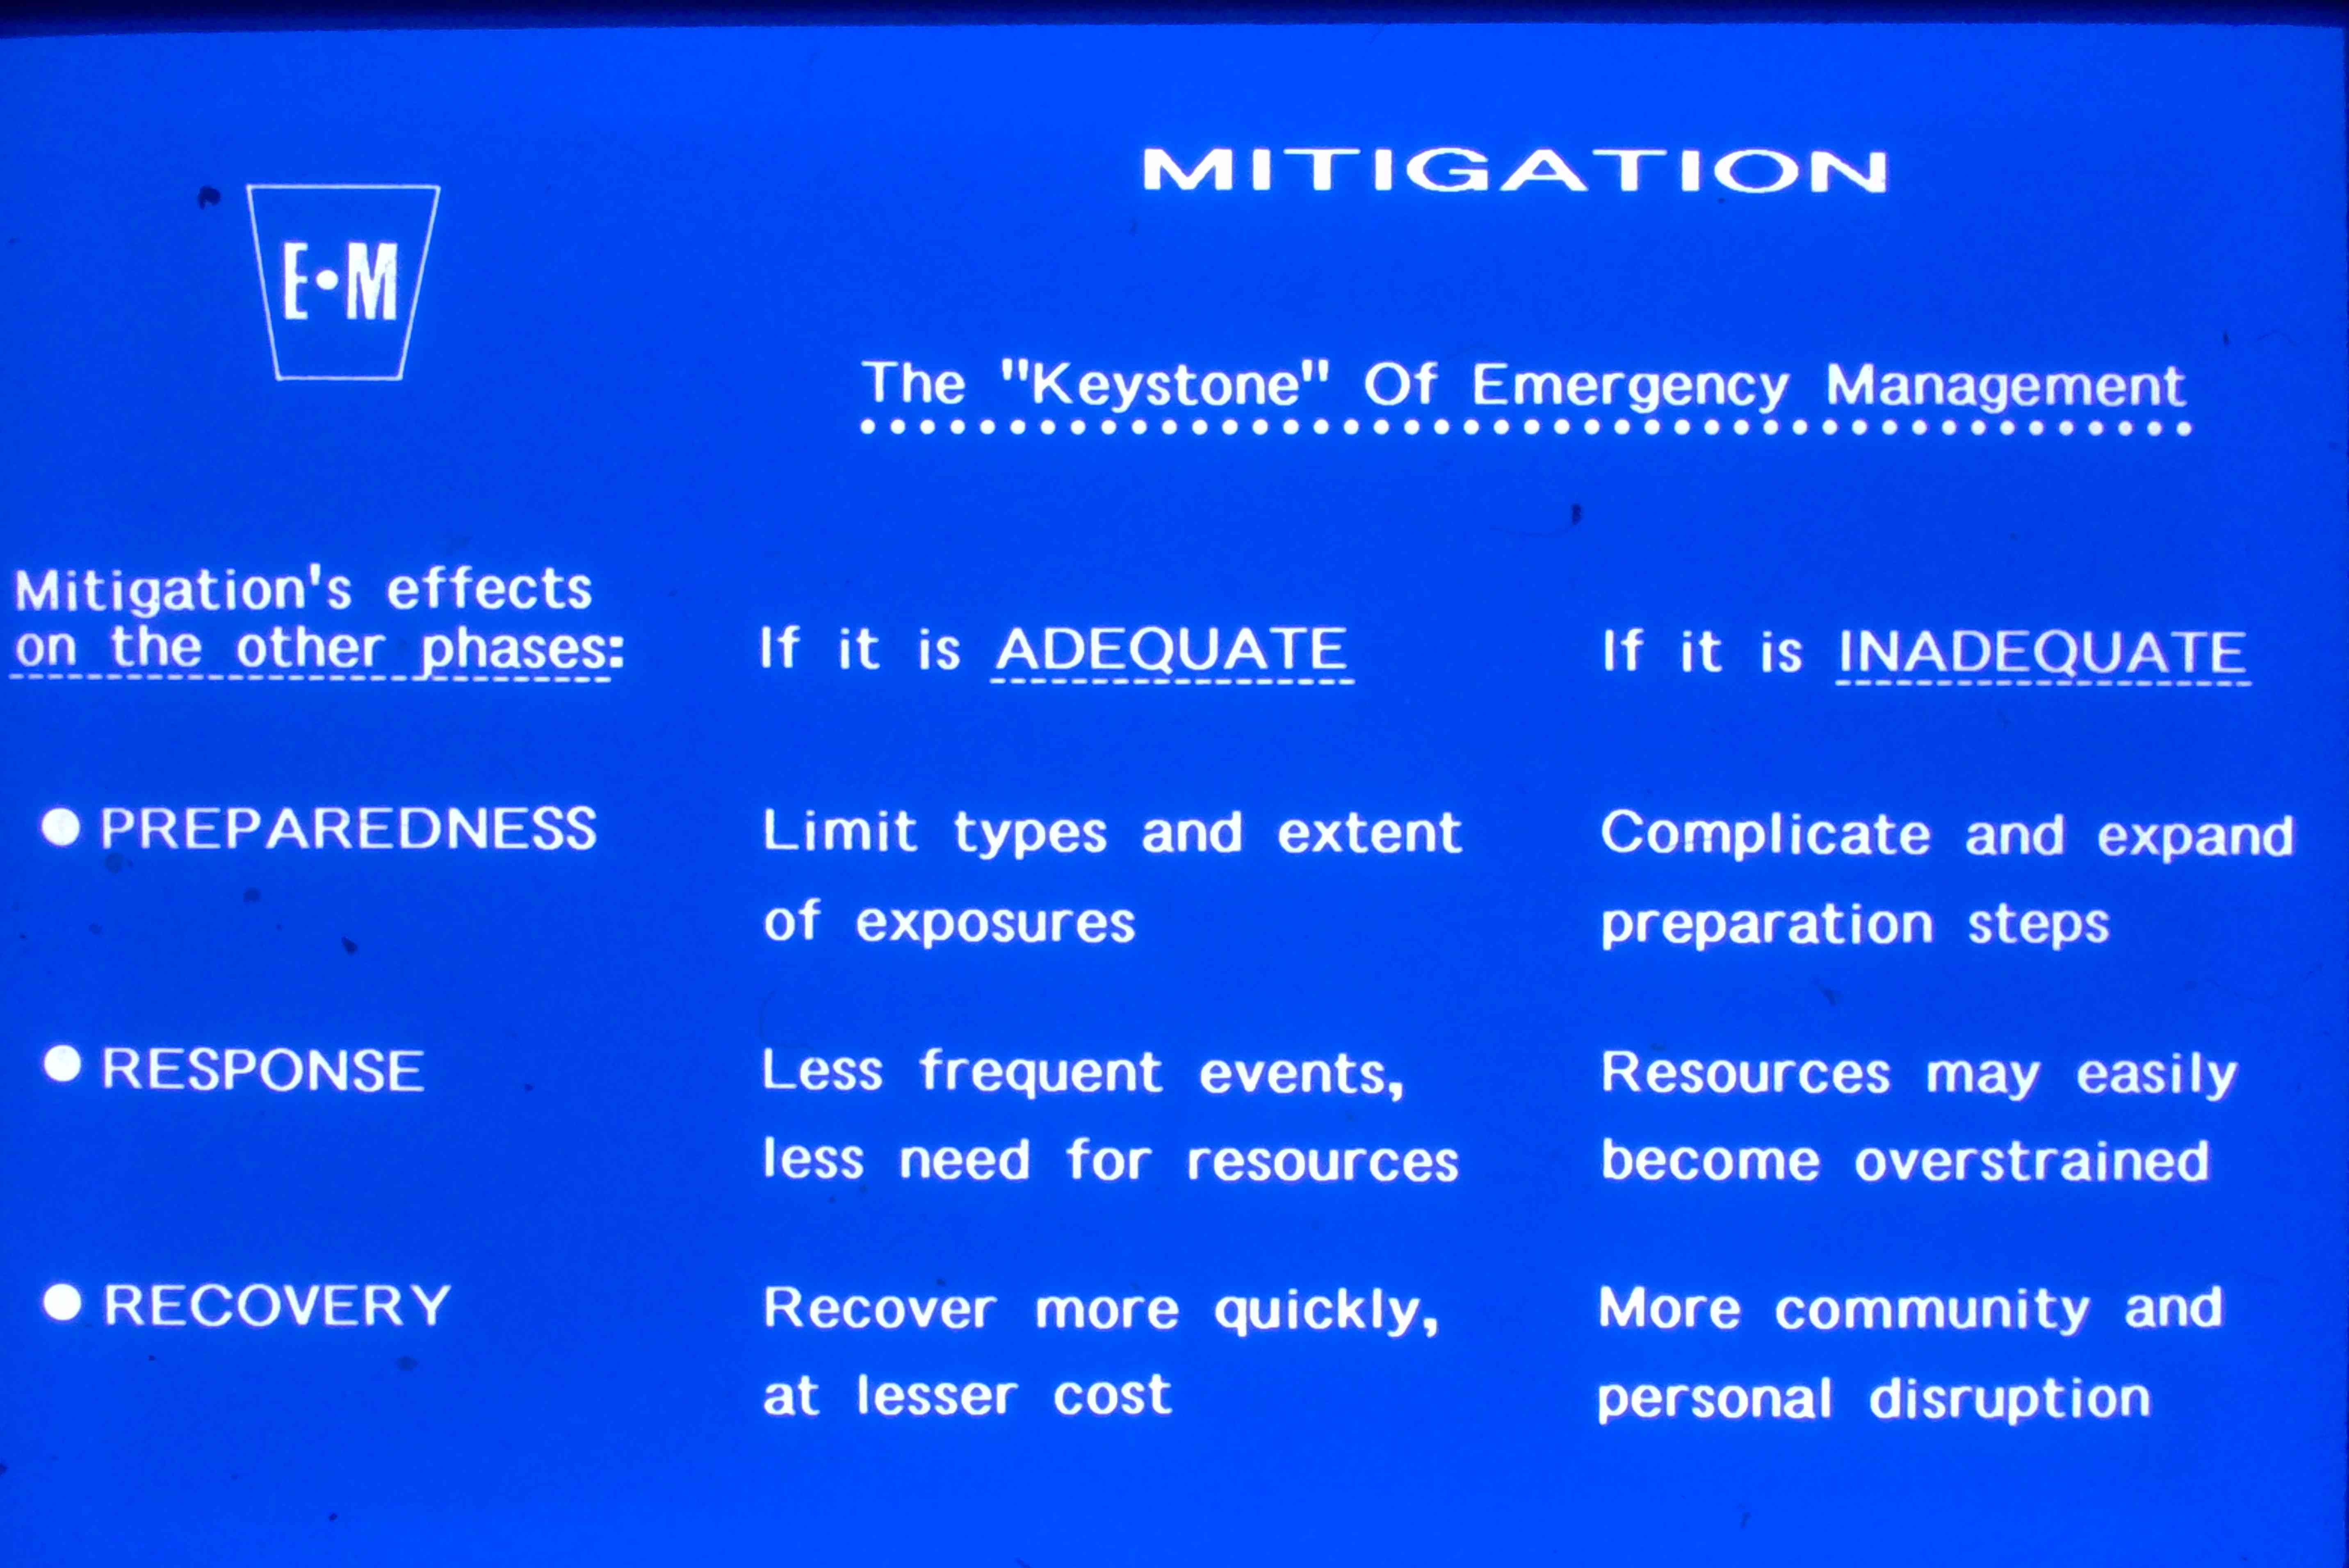 MITIGATION
E•M
The "Keystone" Of Emergency Management
Mitigation's effects
on the other phases:
If it is ADEQUATE
If it is INADEQUATE
● PREPAREDNESS
Limit types and extent
of exposures
Complicate and expand
preparation steps
● RESPONSE
Less frequent events,
less need for resources
Resources may easily
become overstrained
● RECOVERY
Recover more quickly,
at lesser cost
More community and
personal disruption